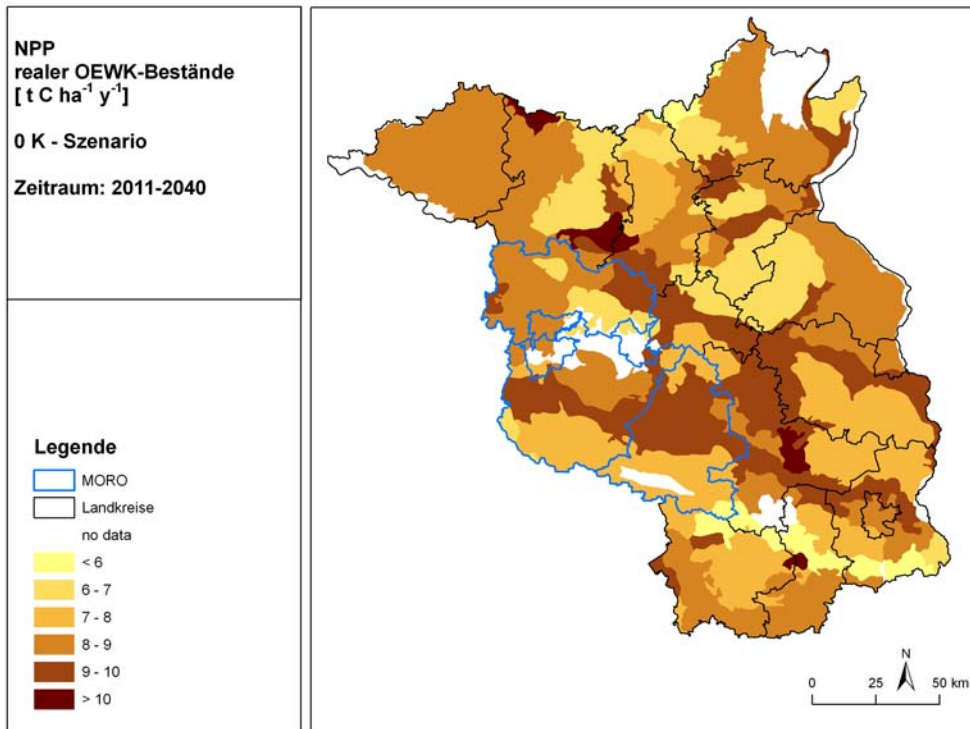 NPP
realer OEWK-Bestände
[ t C ha⁻¹ y⁻¹]
0 K - Szenario
Zeitraum: 2011-2040
Legende
MORO
Landkreise
no data
< 6
6 - 7
7 - 8
8 - 9
9 - 10
> 10
N
0 25 50 km